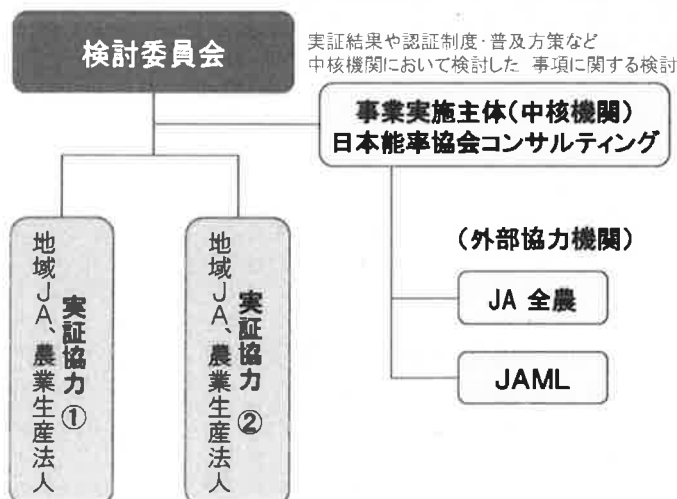 検討委員会
実証結果や認証制度・普及方策など
中核機関において検討した 事項に関する検討
事業実施主体(中核機関)
日本能率協会コンサルティング
(外部協力機関)
JA 全農
JAML
実証協力①
地域JA、農業生産法人
実証協力②
地域JA、農業生産法人